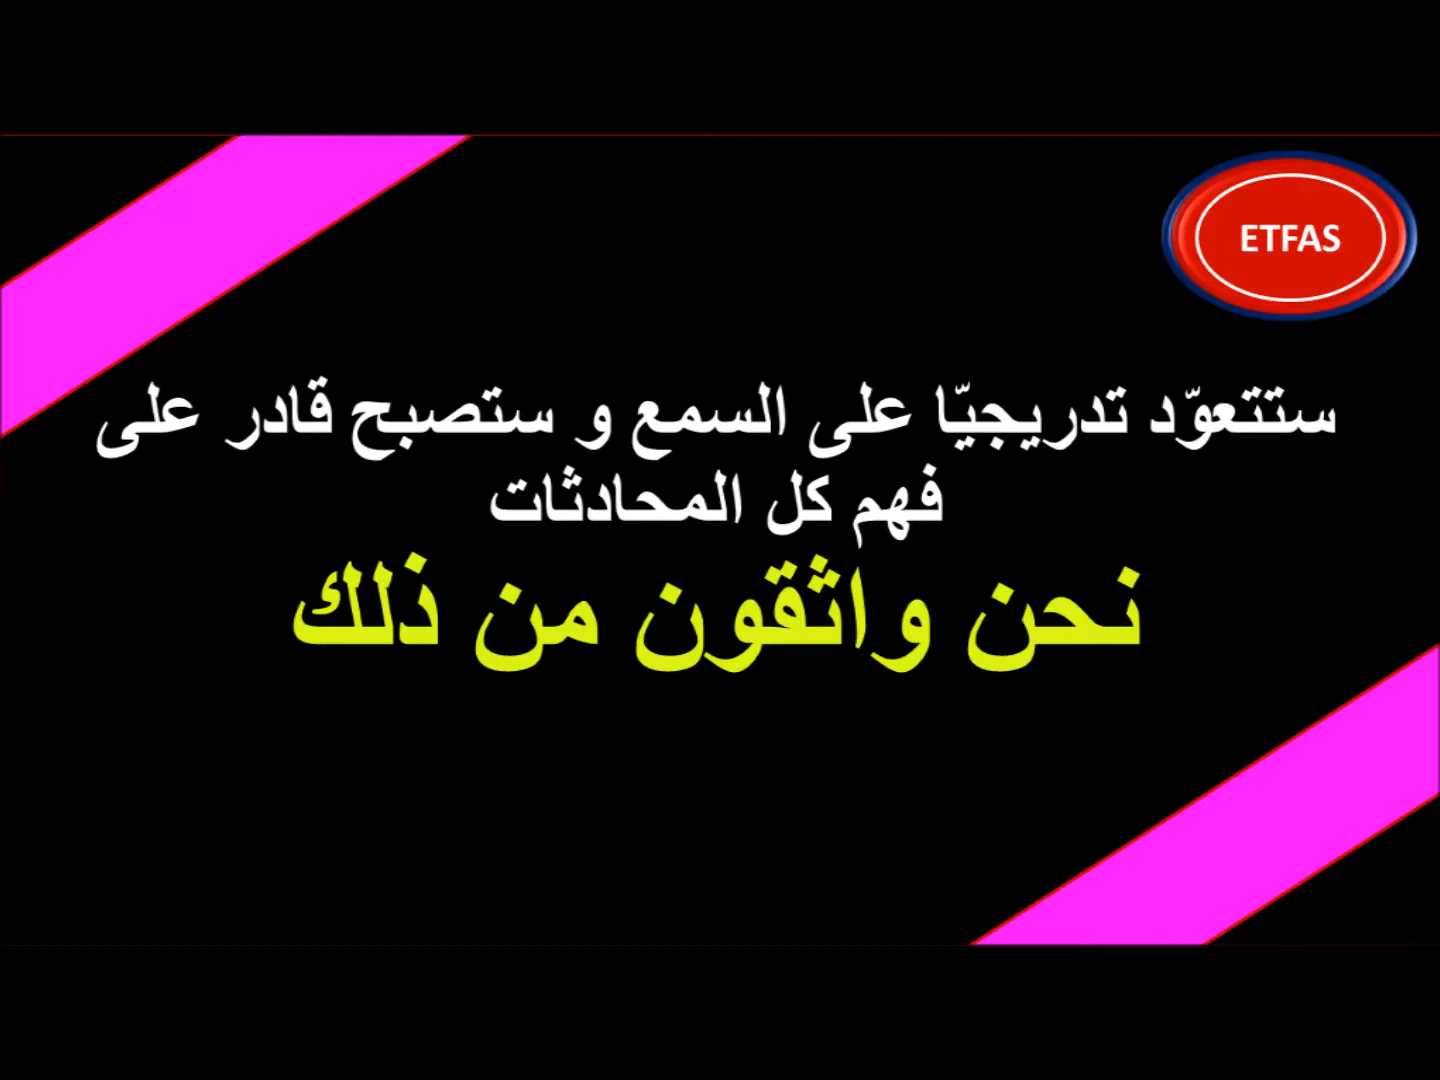 ETFAS
ستتعوّد تدريجيّا على السمع و ستصبح قادر على
فهم كل المحادثات
نحن واثقون من ذلك